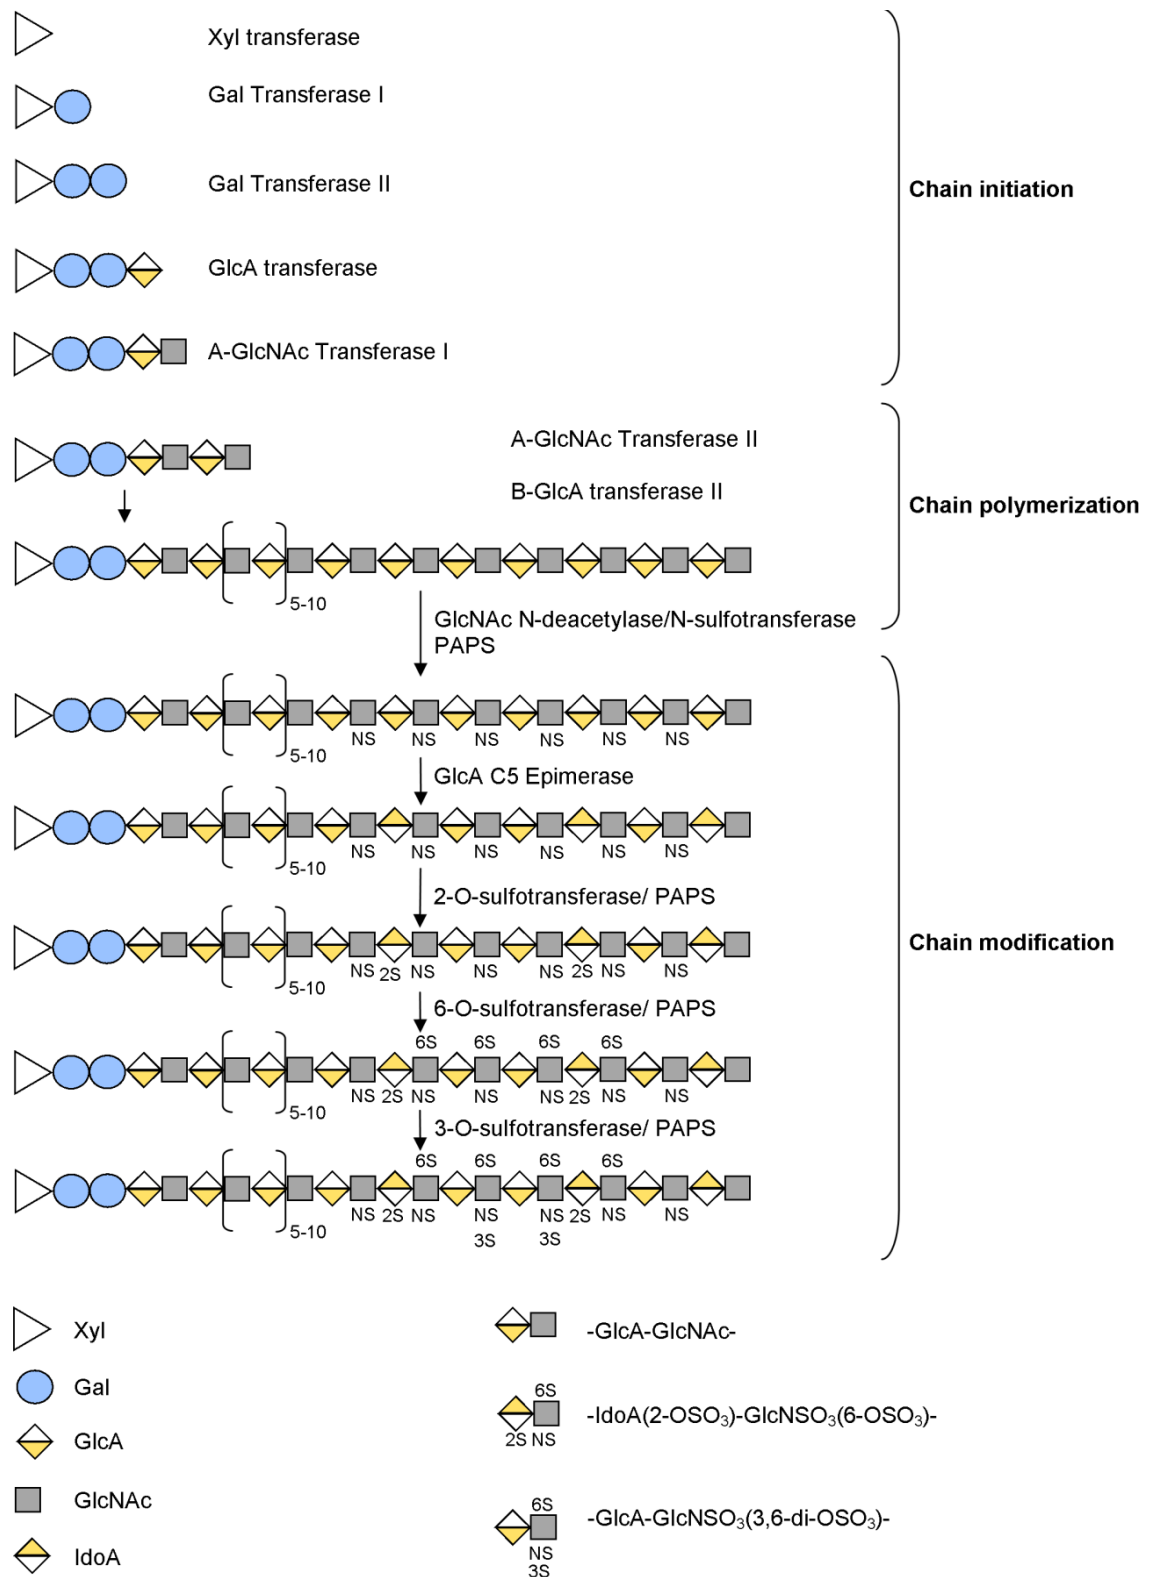 Xyl transferase
Gal Transferase I
Gal Transferase II
Chain initiation
GlcA transferase
A-GlcNAc Transferase I
A-GlcNAc Transferase II
B-GlcA transferase II
Chain polymerization
5-10
GlcNAc N-deacetylase/N-sulfotransferase
PAPS
5-10 NS NS NS NS NS NS
GlcA C5 Epimerase
5-10 NS NS NS NS NS NS
2-O-sulfotransferase/ PAPS
Chain modification
5-10 NS 2S NS NS NS 2S NS NS
6-O-sulfotransferase/ PAPS
6S 6S 6S 6S
5-10 NS 2S NS NS NS 2S NS NS
3-O-sulfotransferase/ PAPS
6S 6S 6S 6S
5-10 NS 2S NS NS NS 2S NS NS
3S 3S
Xyl
Gal
GlcA
GlcNAc
IdoA
-GlcA-GlcNAc-
6S
2S NS
-IdoA(2-OSO₃)-GlcNSO₃(6-OSO₃)-
6S
NS
3S
-GlcA-GlcNSO₃(3,6-di-OSO₃)-